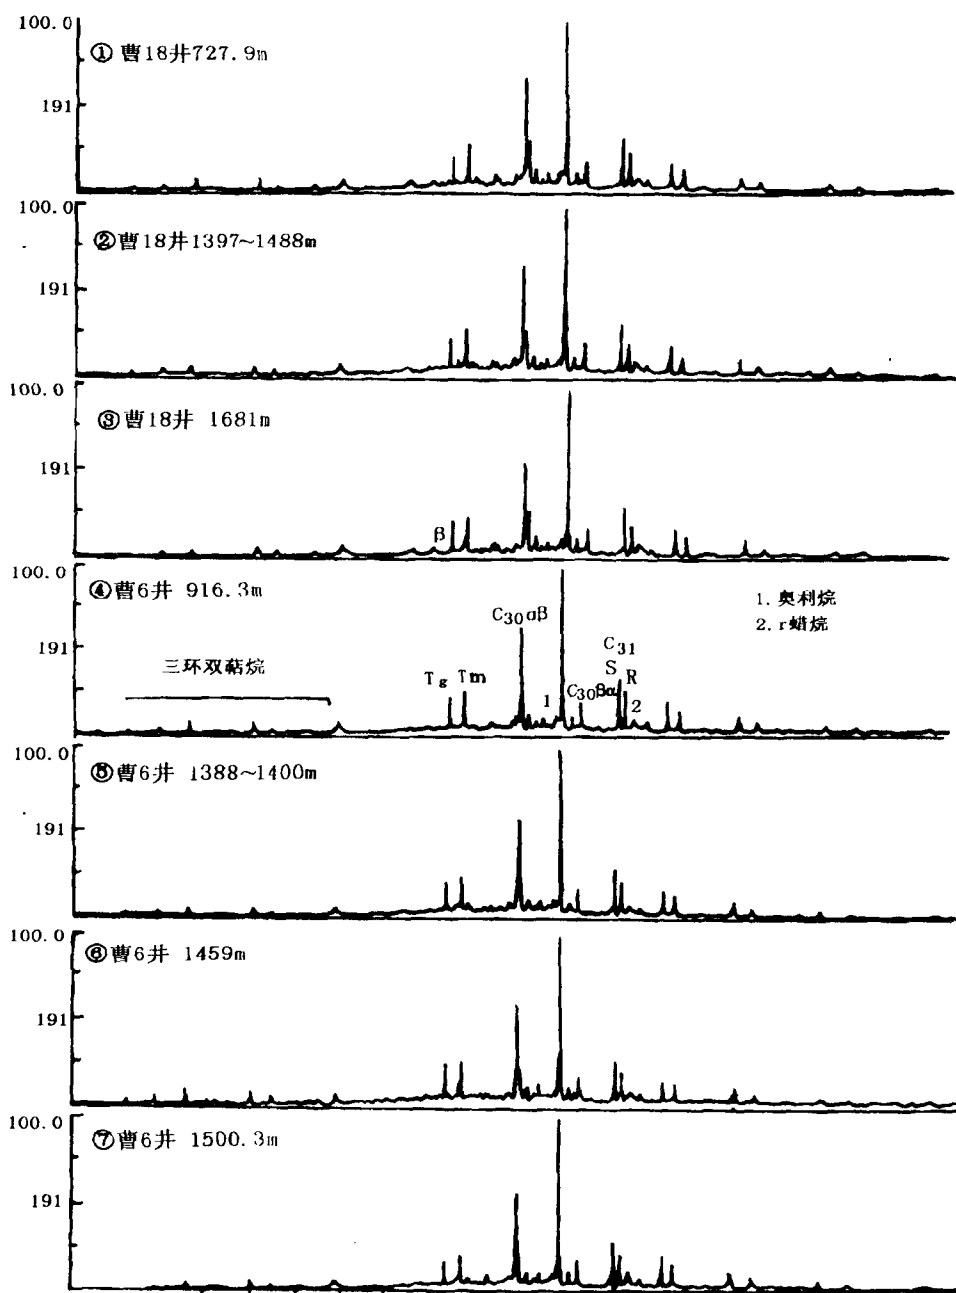 100.0
①曹18井727.9m
191
100.0
②曹18井1397~1488m
191
100.0
③曹18井 1681m
191
β
100.0
④曹6井 916.3m
1. 奥利烷
2. r蜡烷
C30αβ
191
C31
三环双萜烷
S R
Tg Tm
1 C30βα 2
100.0
⑤曹6井 1388~1400m
191
100.0
⑥曹6井 1459m
191
100.0
⑦曹6井 1500.3m
191